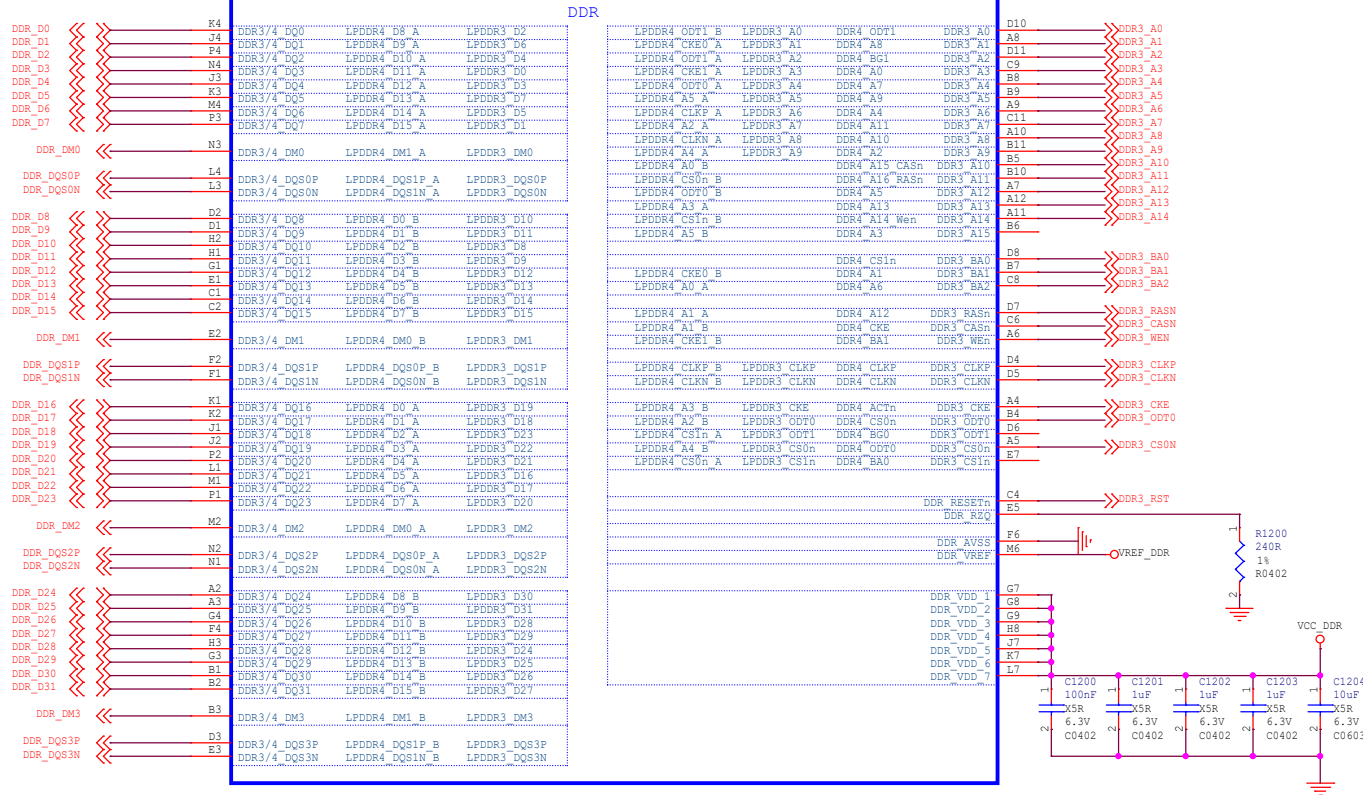 DDR
DDR_D0 K4 DDR3/4_DQ0 LPDDR4_D8_A LPDDR3_D2
DDR_D1 J4 DDR3/4_DQ1 LPDDR4_D9_A LPDDR3_D6
DDR_D2 P4 DDR3/4_DQ2 LPDDR4_D10_A LPDDR3_D4
DDR_D3 N4 DDR3/4_DQ3 LPDDR4_D11_A LPDDR3_D0
DDR_D4 J3 DDR3/4_DQ4 LPDDR4_D12_A LPDDR3_D3
DDR_D5 K3 DDR3/4_DQ5 LPDDR4_D13_A LPDDR3_D7
DDR_D6 M4 DDR3/4_DQ6 LPDDR4_D14_A LPDDR3_D5
DDR_D7 P3 DDR3/4_DQ7 LPDDR4_D15_A LPDDR3_D1
DDR_DM0 N3 DDR3/4_DM0 LPDDR4_DM1_A LPDDR3_DM0
DDR_DQS0P L4 DDR3/4_DQS0P LPDDR4_DQS1P_A LPDDR3_DQS0P
DDR_DQS0N L3 DDR3/4_DQS0N LPDDR4_DQS1N_A LPDDR3_DQS0N
DDR_D8 D2 DDR3/4_DQ8 LPDDR4_D0_B LPDDR3_D10
DDR_D9 D1 DDR3/4_DQ9 LPDDR4_D1_B LPDDR3_D11
DDR_D10 H2 DDR3/4_DQ10 LPDDR4_D2_B LPDDR3_D8
DDR_D11 H1 DDR3/4_DQ11 LPDDR4_D3_B LPDDR3_D9
DDR_D12 G1 DDR3/4_DQ12 LPDDR4_D4_B LPDDR3_D12
DDR_D13 E1 DDR3/4_DQ13 LPDDR4_D5_B LPDDR3_D13
DDR_D14 C1 DDR3/4_DQ14 LPDDR4_D6_B LPDDR3_D14
DDR_D15 C2 DDR3/4_DQ15 LPDDR4_D7_B LPDDR3_D15
DDR_DM1 E2 DDR3/4_DM1 LPDDR4_DM0_B LPDDR3_DM1
DDR_DQS1P F2 DDR3/4_DQS1P LPDDR4_DQS0P_B LPDDR3_DQS1P
DDR_DQS1N F1 DDR3/4_DQS1N LPDDR4_DQS0N_B LPDDR3_DQS1N
DDR_D16 K1 DDR3/4_DQ16 LPDDR4_D0_A LPDDR3_D19
DDR_D17 K2 DDR3/4_DQ17 LPDDR4_D1_A LPDDR3_D18
DDR_D18 J1 DDR3/4_DQ18 LPDDR4_D2_A LPDDR3_D23
DDR_D19 J2 DDR3/4_DQ19 LPDDR4_D3_A LPDDR3_D22
DDR_D20 P2 DDR3/4_DQ20 LPDDR4_D4_A LPDDR3_D21
DDR_D21 L1 DDR3/4_DQ21 LPDDR4_D5_A LPDDR3_D16
DDR_D22 M1 DDR3/4_DQ22 LPDDR4_D6_A LPDDR3_D17
DDR_D23 P1 DDR3/4_DQ23 LPDDR4_D7_A LPDDR3_D20
DDR_DM2 M2 DDR3/4_DM2 LPDDR4_DM0_A LPDDR3_DM2
DDR_DQS2P N2 DDR3/4_DQS2P LPDDR4_DQS0P_A LPDDR3_DQS2P
DDR_DQS2N N1 DDR3/4_DQS2N LPDDR4_DQS0N_A LPDDR3_DQS2N
DDR_D24 A2 DDR3/4_DQ24 LPDDR4_D8_B LPDDR3_D30
DDR_D25 A3 DDR3/4_DQ25 LPDDR4_D9_B LPDDR3_D31
DDR_D26 G4 DDR3/4_DQ26 LPDDR4_D10_B LPDDR3_D28
DDR_D27 F4 DDR3/4_DQ27 LPDDR4_D11_B LPDDR3_D29
DDR_D28 H3 DDR3/4_DQ28 LPDDR4_D12_B LPDDR3_D24
DDR_D29 G3 DDR3/4_DQ29 LPDDR4_D13_B LPDDR3_D25
DDR_D30 B1 DDR3/4_DQ30 LPDDR4_D14_B LPDDR3_D26
DDR_D31 B2 DDR3/4_DQ31 LPDDR4_D15_B LPDDR3_D27
DDR_DM3 B3 DDR3/4_DM3 LPDDR4_DM1_B LPDDR3_DM3
DDR_DQS3P D3 DDR3/4_DQS3P LPDDR4_DQS1P_B LPDDR3_DQS3P
DDR_DQS3N E3 DDR3/4_DQS3N LPDDR4_DQS1N_B LPDDR3_DQS3N
LPDDR4_ODT1_B LPDDR3_A0 DDR4_ODT1 DDR3_A0 D10 DDR3_A0
LPDDR4_CKE0_A LPDDR3_A1 DDR4_A8 DDR3_A1 A8 DDR3_A1
LPDDR4_ODT1_A LPDDR3_A2 DDR4_BG1 DDR3_A2 D11 DDR3_A2
LPDDR4_CKE1_A LPDDR3_A3 DDR4_A0 DDR3_A3 C9 DDR3_A3
LPDDR4_ODT0_A LPDDR3_A4 DDR4_A7 DDR3_A4 B8 DDR3_A4
LPDDR4_A5_A LPDDR3_A5 DDR4_A9 DDR3_A5 B9 DDR3_A5
LPDDR4_CLKP_A LPDDR3_A6 DDR4_A4 DDR3_A6 A9 DDR3_A6
LPDDR4_A2_A LPDDR3_A7 DDR4_A11 DDR3_A7 C11 DDR3_A7
LPDDR4_CLKN_A LPDDR3_A8 DDR4_A10 DDR3_A8 A10 DDR3_A8
LPDDR4_A4_A LPDDR3_A9 DDR4_A2 DDR3_A9 B11 DDR3_A9
LPDDR4_A0_B DDR4_A15_CASn DDR3_A10 B5 DDR3_A10
LPDDR4_CS0n_B DDR4_A16_RASn DDR3_A11 B10 DDR3_A11
LPDDR4_ODT0_B DDR4_A5 DDR3_A12 A7 DDR3_A12
LPDDR4_A3_A DDR4_A13 DDR3_A13 A12 DDR3_A13
LPDDR4_CS1n_B DDR4_A14_Wen DDR3_A14 A11 DDR3_A14
LPDDR4_A5_B DDR4_A3 DDR3_A15 B6
DDR4_CS1n DDR3_BA0 D8 DDR3_BA0
LPDDR4_CKE0_B DDR4_A1 DDR3_BA1 B7 DDR3_BA1
LPDDR4_A0_A DDR4_A6 DDR3_BA2 C8 DDR3_BA2
LPDDR4_A1_A DDR4_A12 DDR3_RASn D7 DDR3_RASN
LPDDR4_A1_B DDR4_CKE DDR3_CASn C6 DDR3_CASN
LPDDR4_CKE1_B DDR4_BA1 DDR3_WEn A6 DDR3_WEN
LPDDR4_CLKP_B LPDDR3_CLKP DDR4_CLKP DDR3_CLKP D4 DDR3_CLKP
LPDDR4_CLKN_B LPDDR3_CLKN DDR4_CLKN DDR3_CLKN D5 DDR3_CLKN
LPDDR4_A3_B LPDDR3_CKE DDR4_ACTn DDR3_CKE A4 DDR3_CKE
LPDDR4_A2_B LPDDR3_ODT0 DDR4_CS0n DDR3_ODT0 B4 DDR3_ODT0
LPDDR4_CS1n_A LPDDR3_ODT1 DDR4_BG0 DDR3_ODT1 D6
LPDDR4_A4_B LPDDR3_CS0n DDR4_ODT0 DDR3_CS0n A5 DDR3_CS0N
LPDDR4_CS0n_A LPDDR3_CS1n DDR4_BA0 DDR3_CS1n E7
DDR_RESETn C4 DDR3_RST
DDR_RZQ E5
DDR_AVSS F6
DDR_VREF M6 VREF_DDR
1
R1200
240R
1%
R0402
2
DDR_VDD_1 G7
DDR_VDD_2 G8
DDR_VDD_3 G9
DDR_VDD_4 H8
DDR_VDD_5 J7
DDR_VDD_6 K7
DDR_VDD_7 L7
VCC_DDR
1 C1200 1 C1201 1 C1202 1 C1203 1 C1204
100nF 1uF 1uF 1uF 10uF
X5R X5R X5R X5R X5R
2 6.3V 2 6.3V 2 6.3V 2 6.3V 2 6.3V
C0402 C0402 C0402 C0402 C0603